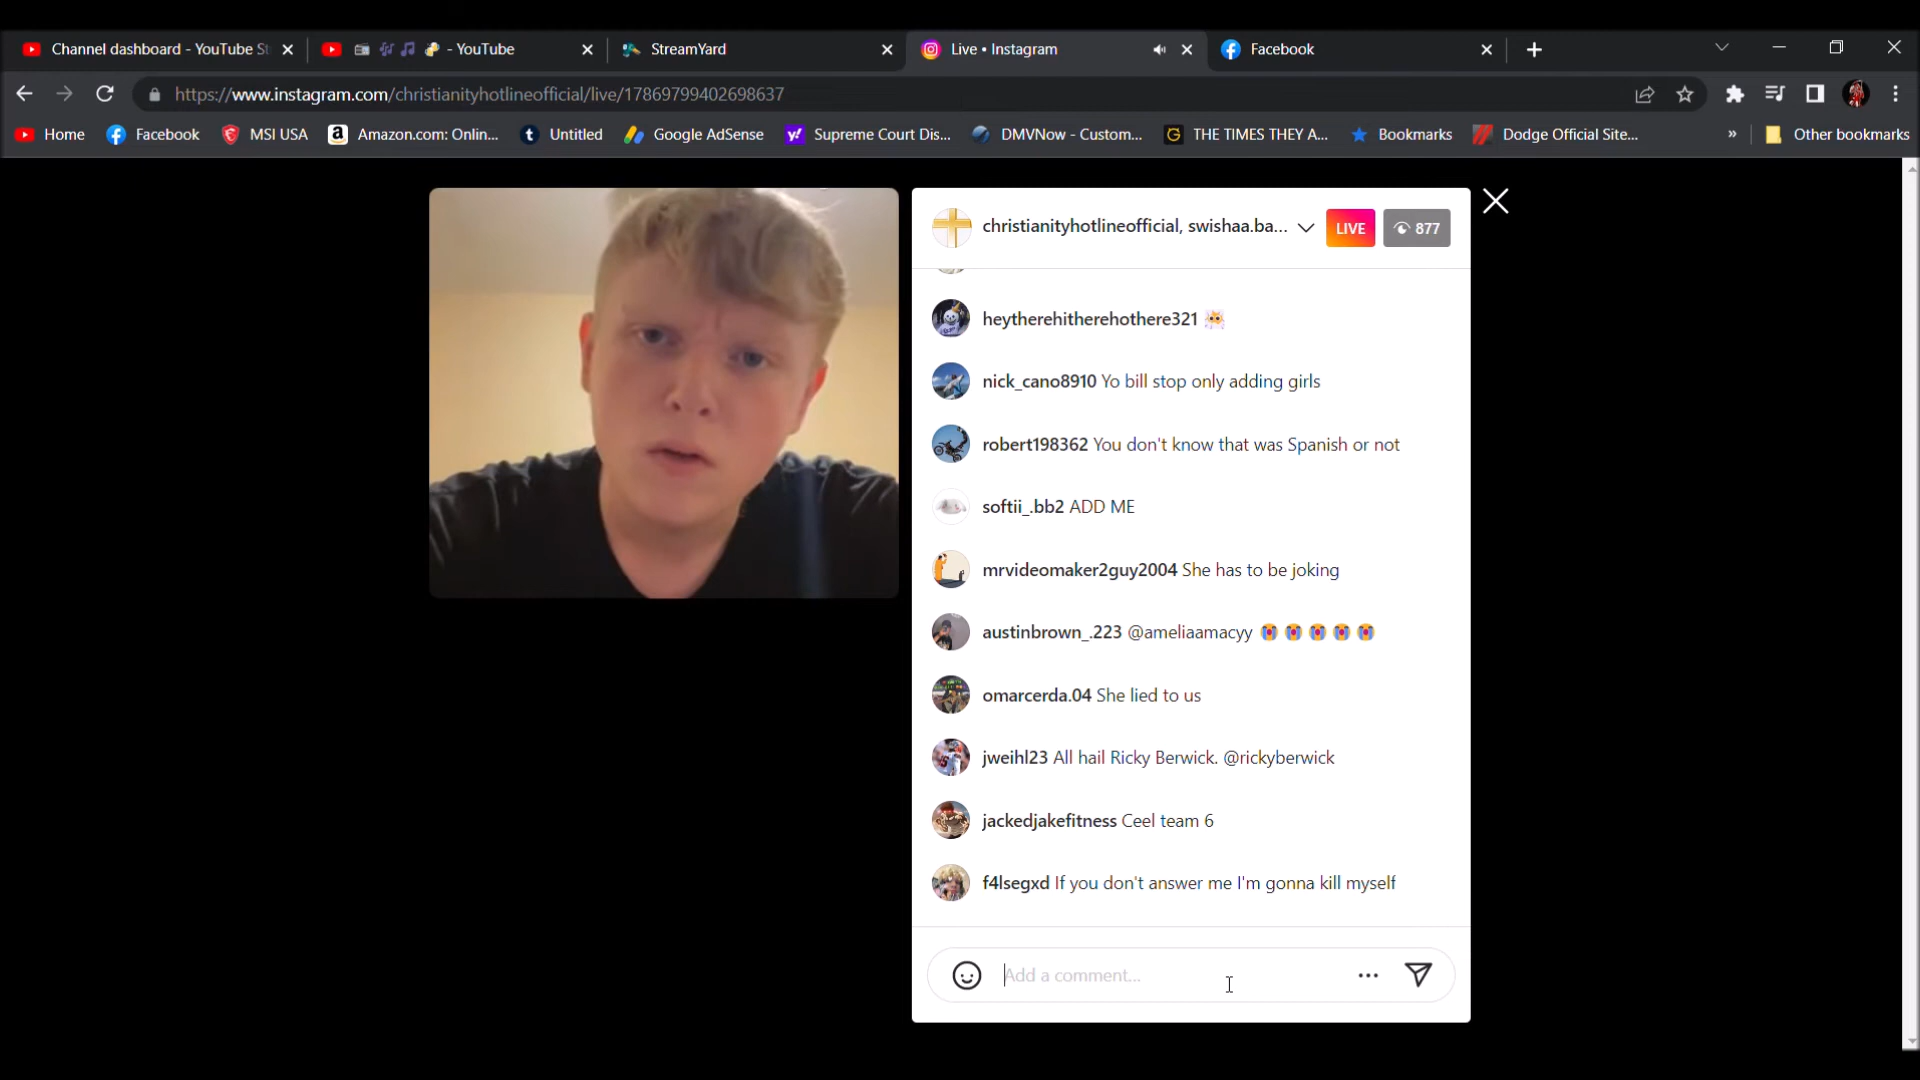 Channel dashboard - YouTube St
- YouTube
StreamYard
Live • Instagram
Facebook
https://www.instagram.com/christianityhotlineofficial/live/17869799402698637
Home
Facebook
MSI USA
Amazon.com: Onlin...
Untitled
Google AdSense
Supreme Court Dis...
DMVNow - Custom...
THE TIMES THEY A...
Bookmarks
Dodge Official Site...
»
Other bookmarks
christianityhotlineofficial, swishaa.ba...
LIVE
877
heytherehitherehothere321
nick_cano8910 Yo bill stop only adding girls
robert198362 You don't know that was Spanish or not
softii_.bb2 ADD ME
mrvideomaker2guy2004 She has to be joking
austinbrown_.223 @ameliaamacyy 😭😭😭😭😭
omarcerda.04 She lied to us
jweihl23 All hail Ricky Berwick. @rickyberwick
jackedjakefitness Ceel team 6
f4lsegxd If you don't answer me I'm gonna kill myself
Add a comment...